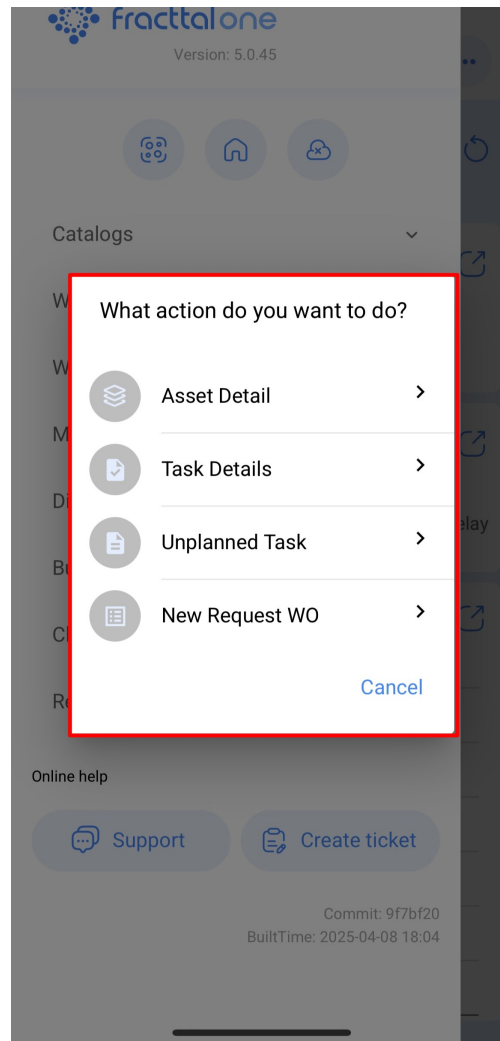 fracttalone
Version: 5.0.45
Catalogs
What action do you want to do?
Asset Detail
Task Details
Unplanned Task
New Request WO
Cancel
Online help
Support
Create ticket
Commit: 9f7bf20
BuiltTime: 2025-04-08 18:04